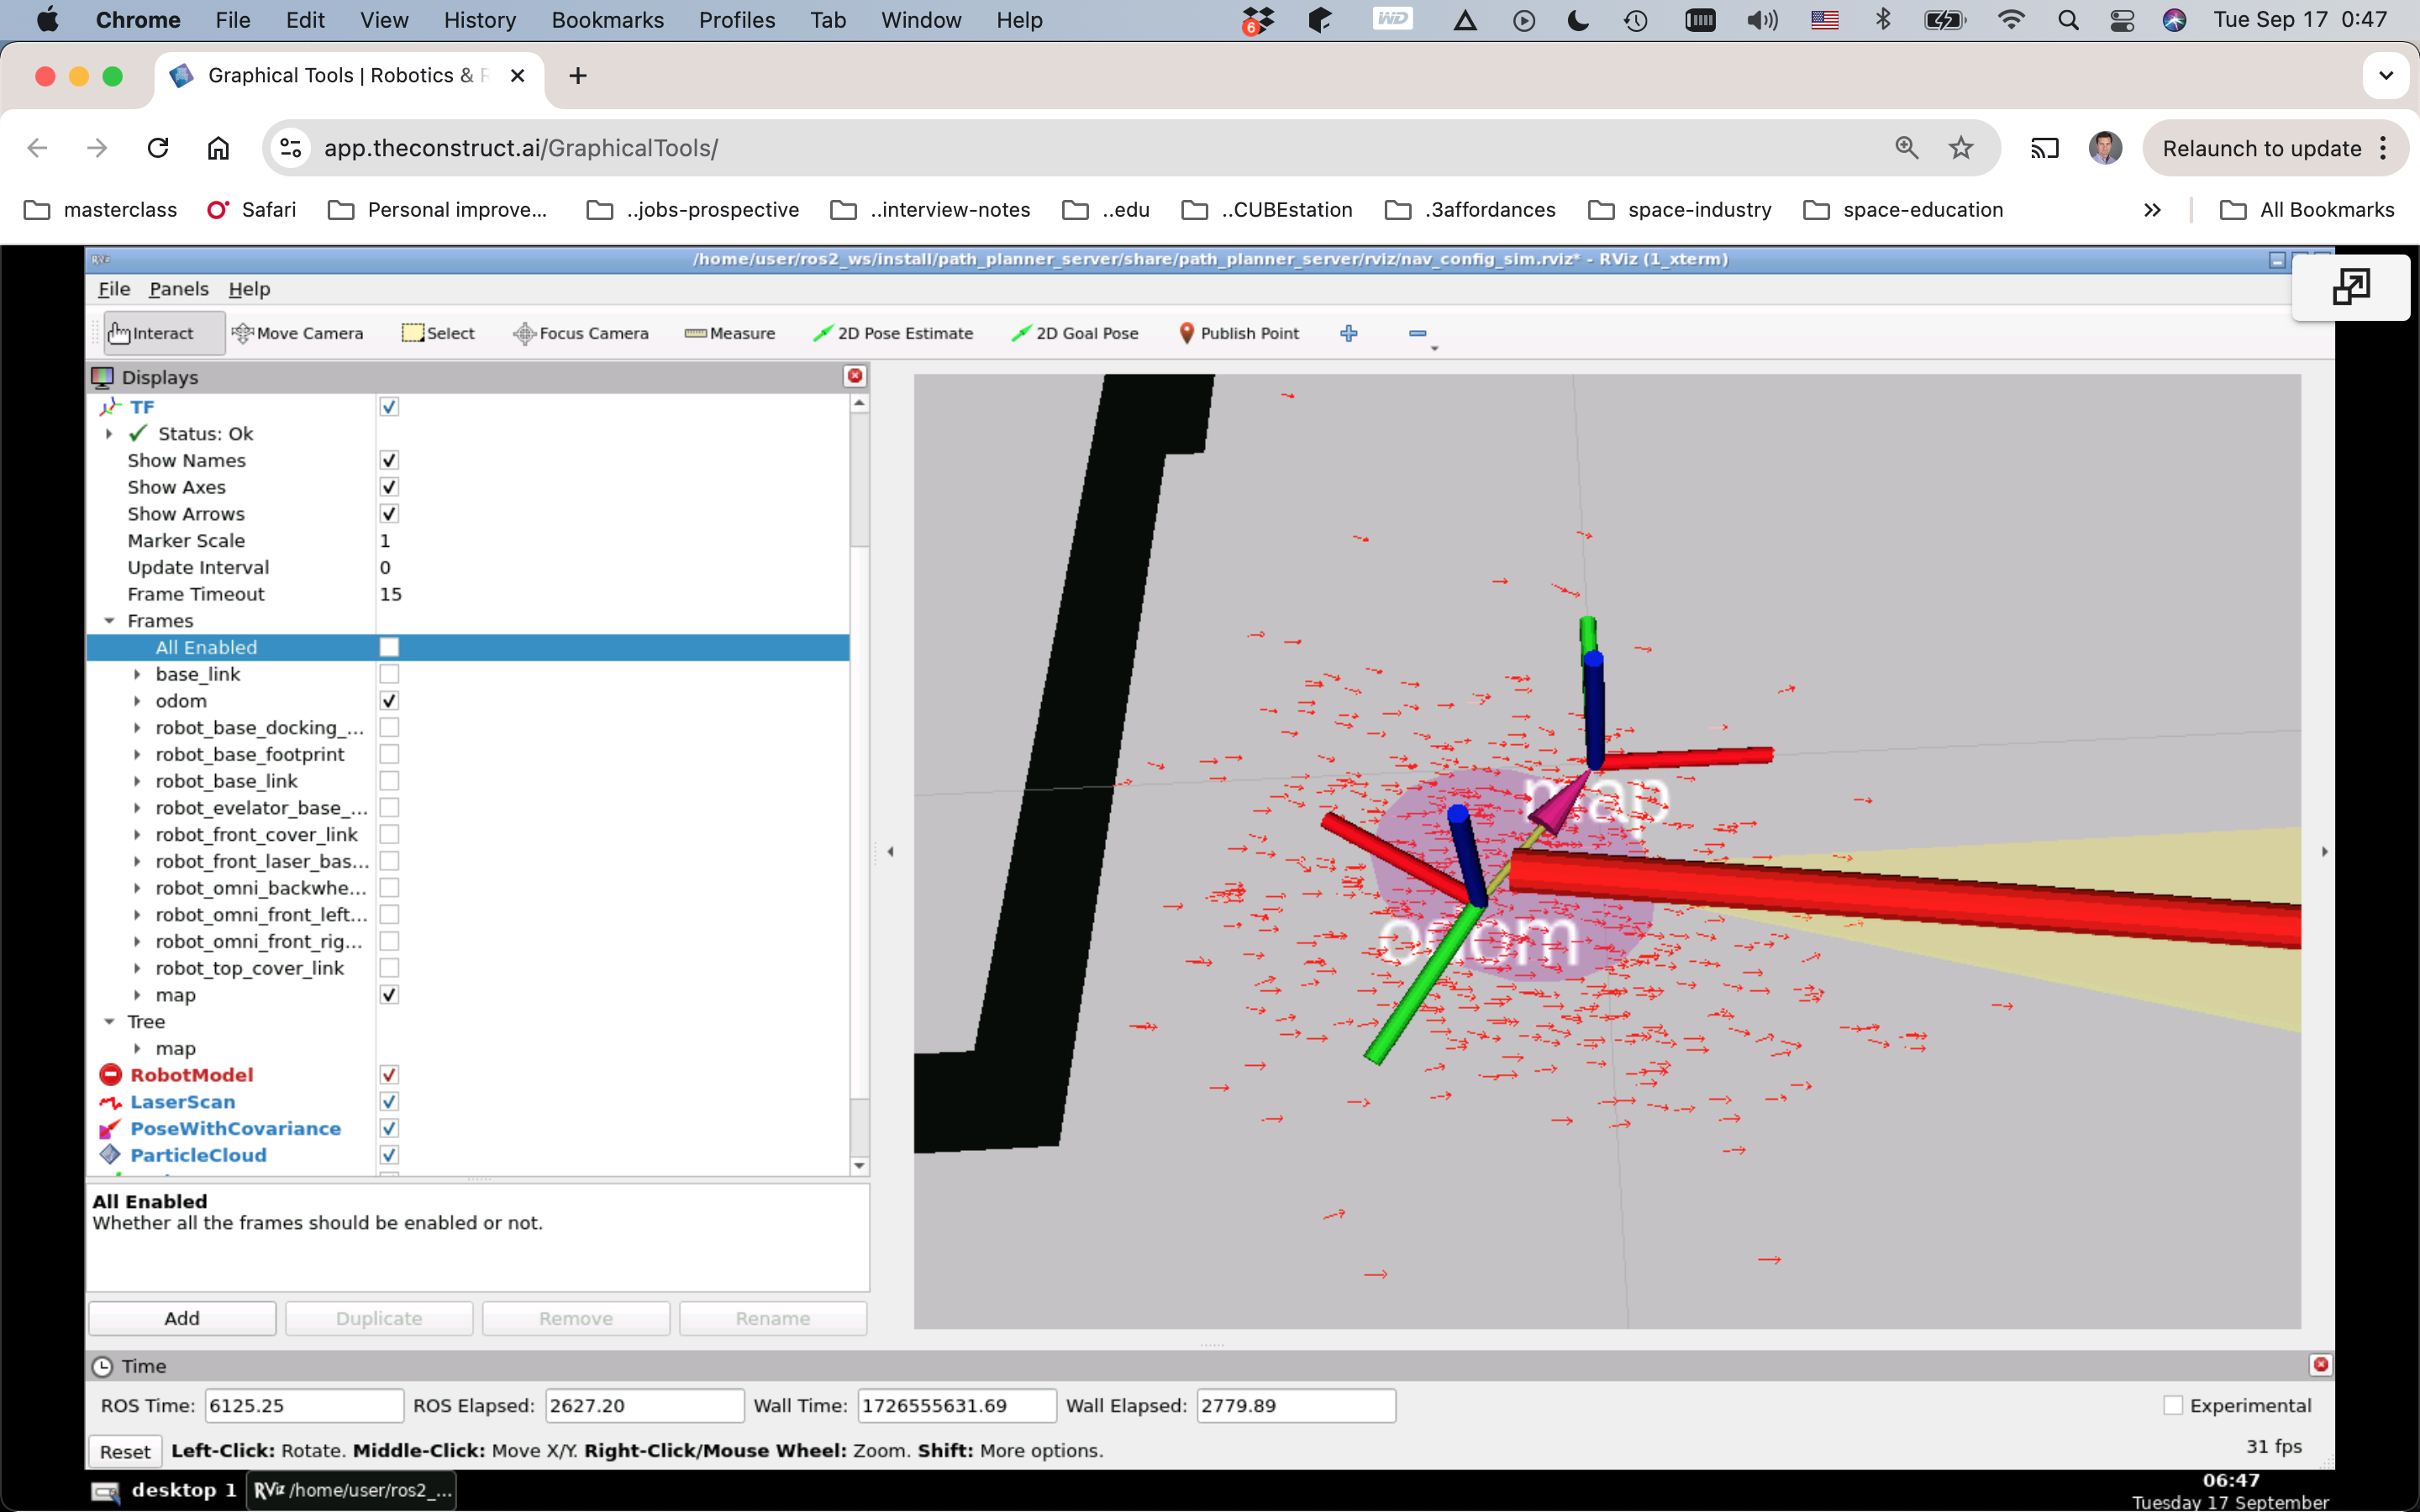 Chrome File Edit View History Bookmarks Profiles Tab Window Help 6 WD Tue Sep 17 0:47
Graphical Tools | Robotics &
app.theconstruct.ai/GraphicalTools/ Relaunch to update
masterclass Safari Personal improve... ..jobs-prospective ..interview-notes ..edu ..CUBEstation .3affordances space-industry space-education All Bookmarks
RViz /home/user/ros2_ws/install/path_planner_server/share/path_planner_server/rviz/nav_config_sim.rviz* - RViz (1_xterm)
File Panels Help
Interact Move Camera Select Focus Camera Measure 2D Pose Estimate 2D Goal Pose Publish Point
Displays
TF
Status: Ok
Show Names
Show Axes
Show Arrows
Marker Scale 1
Update Interval 0
Frame Timeout 15
Frames
All Enabled
base_link
odom
robot_base_docking_...
robot_base_footprint
robot_base_link
robot_evelator_base_...
robot_front_cover_link
robot_front_laser_bas...
robot_omni_backwhe...
robot_omni_front_left...
robot_omni_front_rig...
robot_top_cover_link
map
Tree
map
RobotModel
LaserScan
PoseWithCovariance
ParticleCloud
map
odom
All Enabled
Whether all the frames should be enabled or not.
Add Duplicate Remove Rename
Time
ROS Time: 6125.25 ROS Elapsed: 2627.20 Wall Time: 1726555631.69 Wall Elapsed: 2779.89 Experimental
Reset Left-Click: Rotate. Middle-Click: Move X/Y. Right-Click/Mouse Wheel: Zoom. Shift: More options. 31 fps
desktop 1 RViz /home/user/ros2_... 06:47
Tuesday 17 September